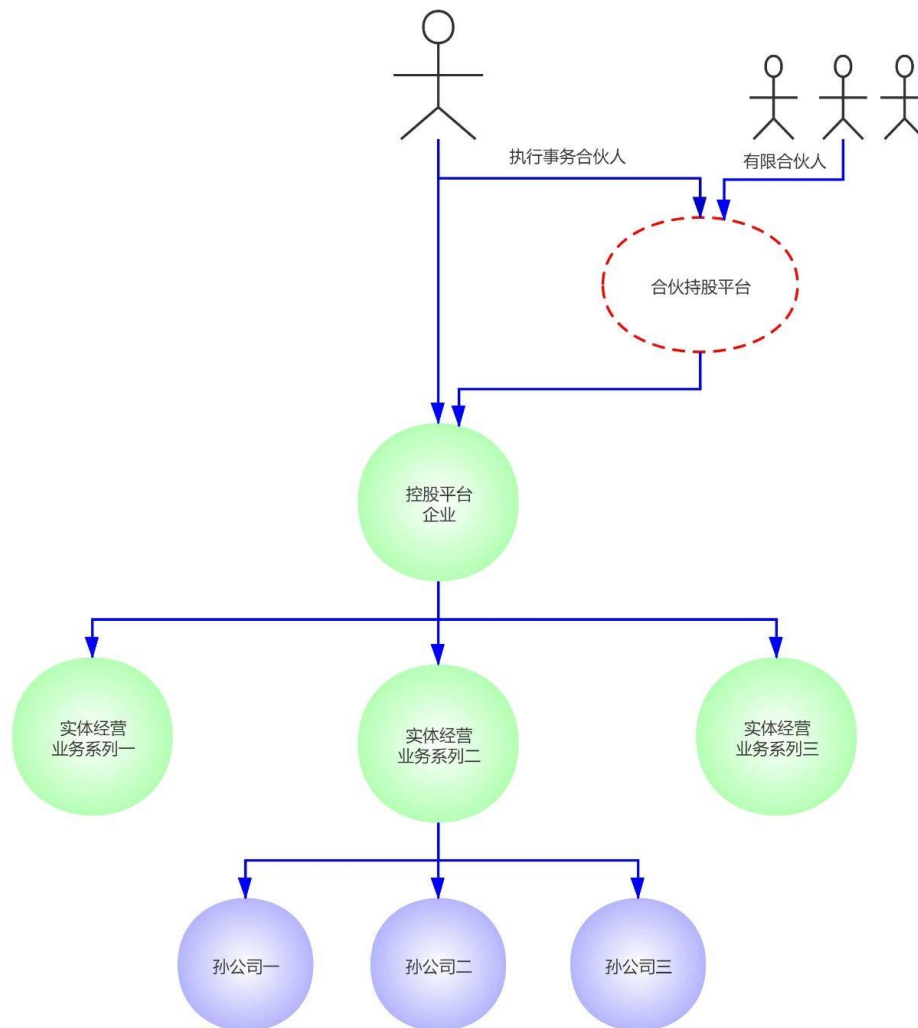 执行事务合伙人
有限合伙人
合伙持股平台
控股平台
企业
实体经营
业务系列一
实体经营
业务系列二
实体经营
业务系列三
孙公司一
孙公司二
孙公司三